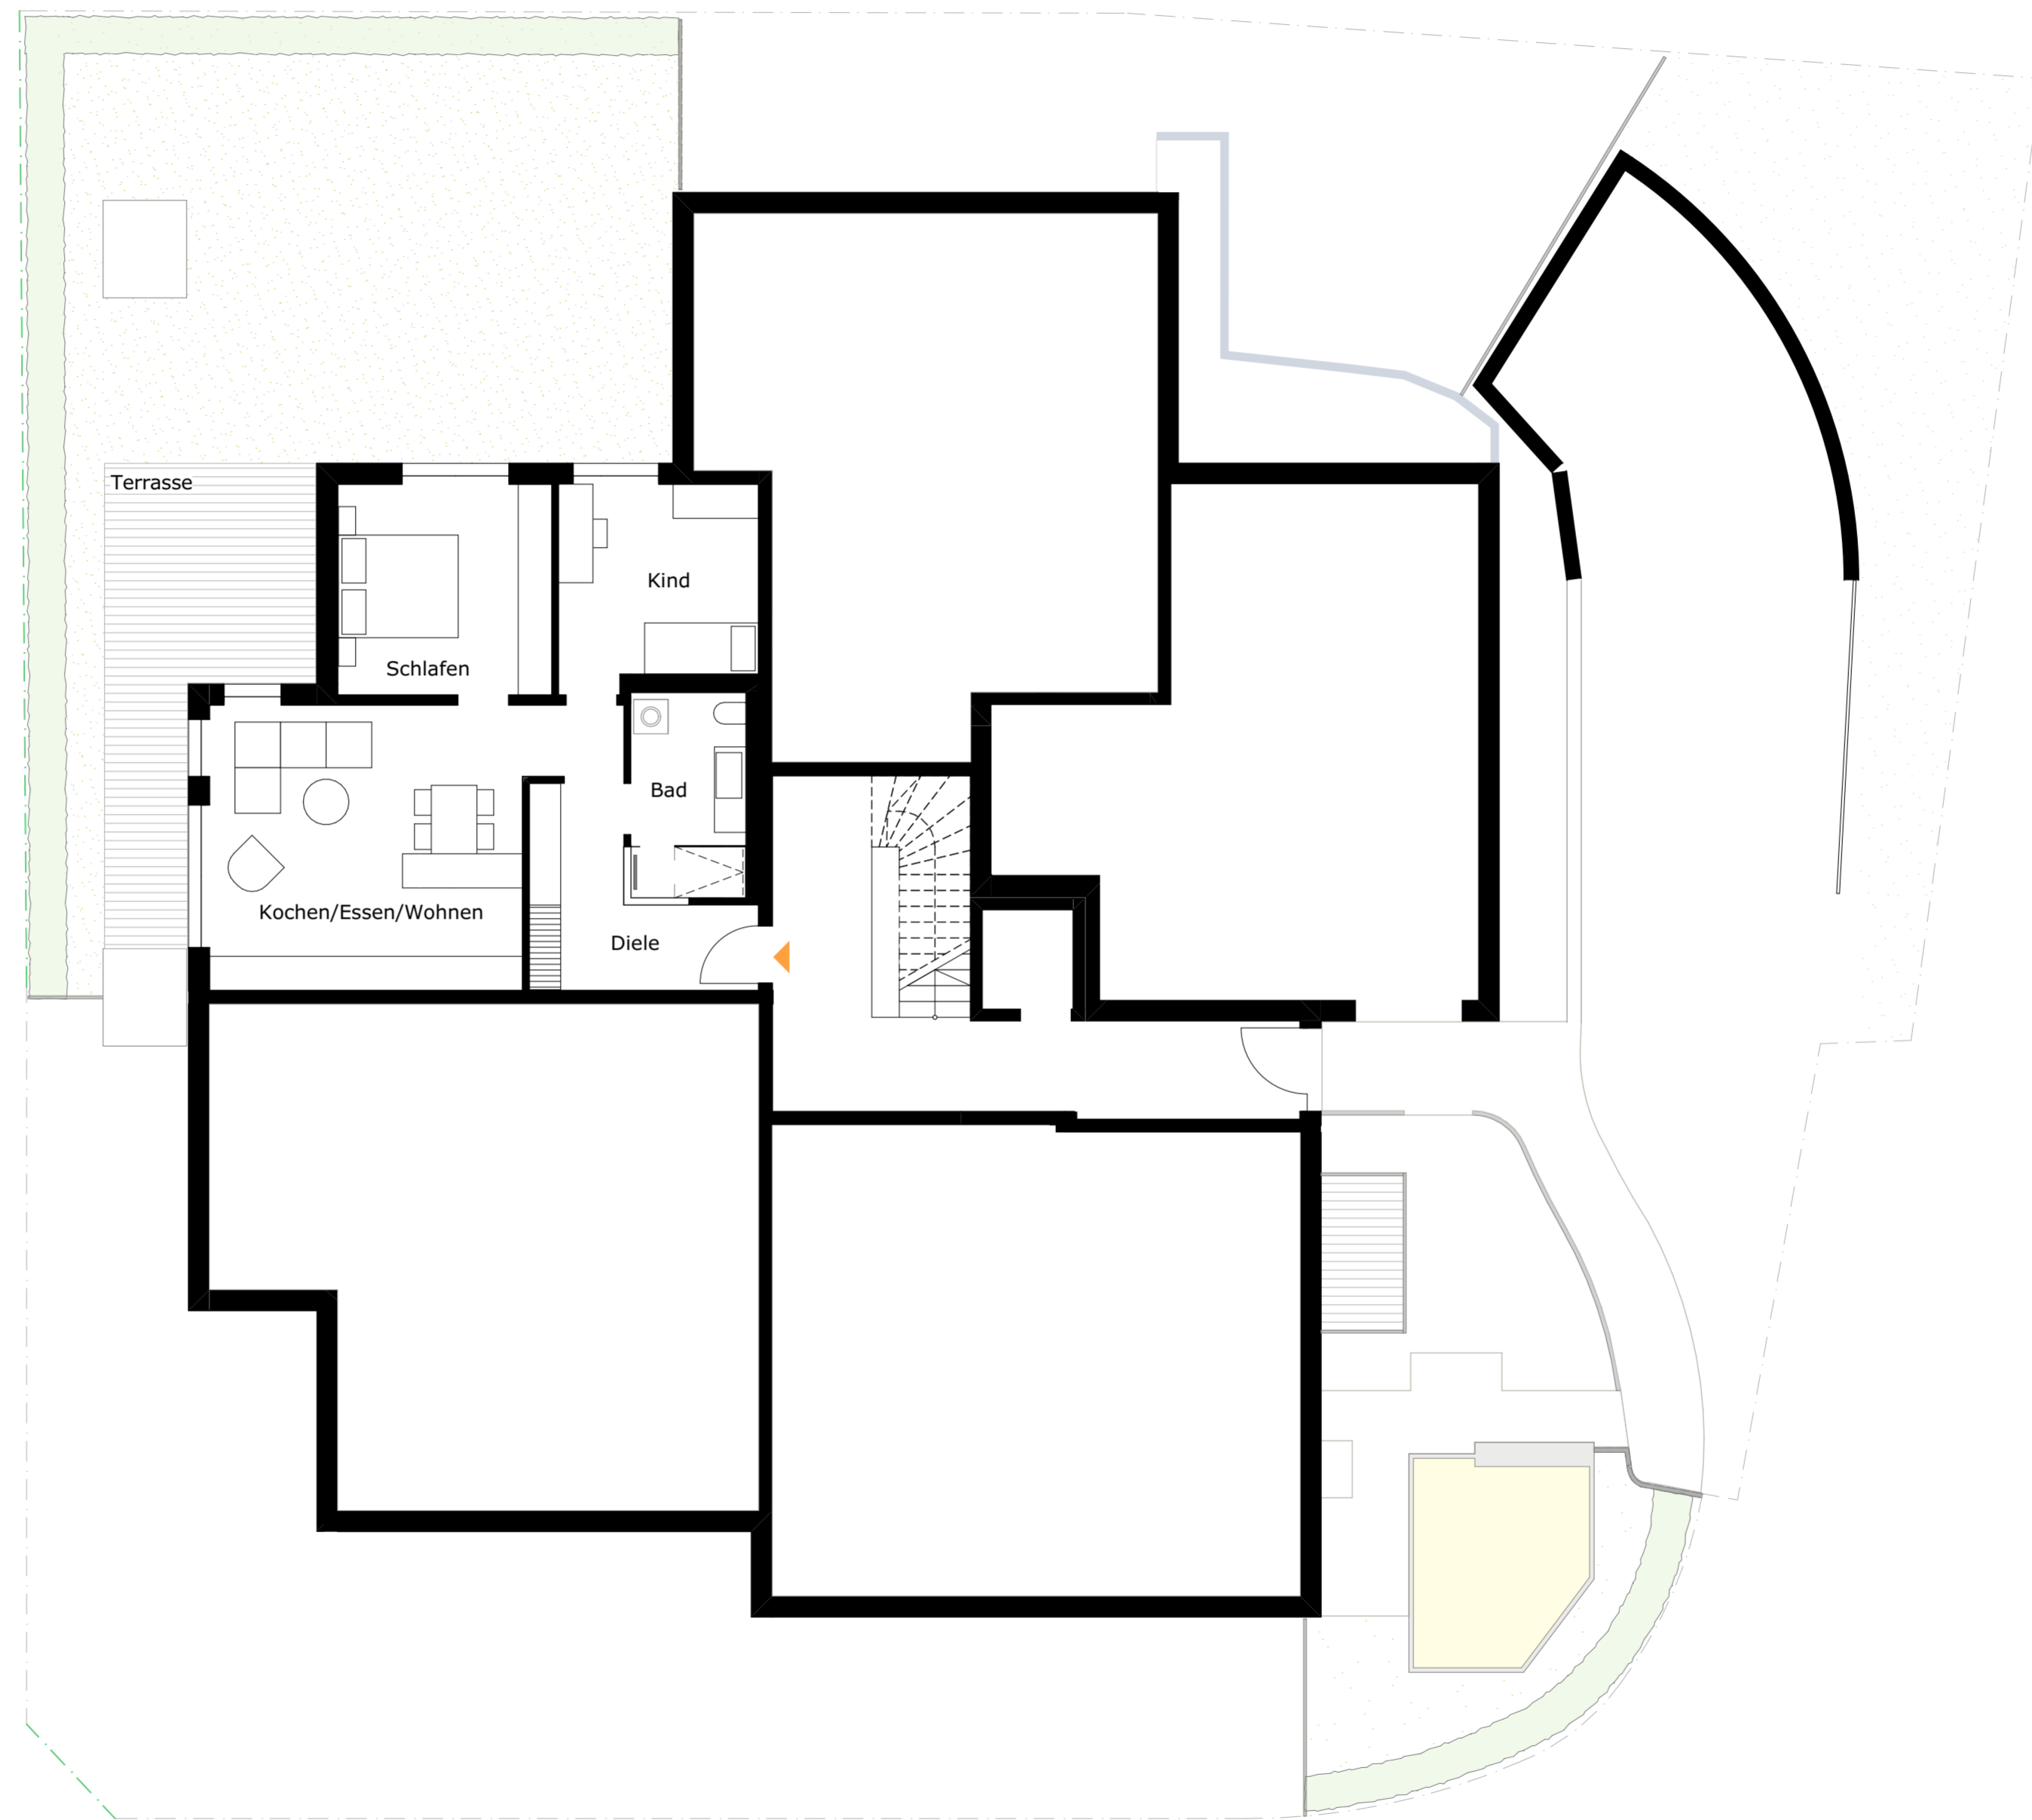 Terrasse
Kind
Schlafen
Bad
Kochen/Essen/Wohnen
Diele